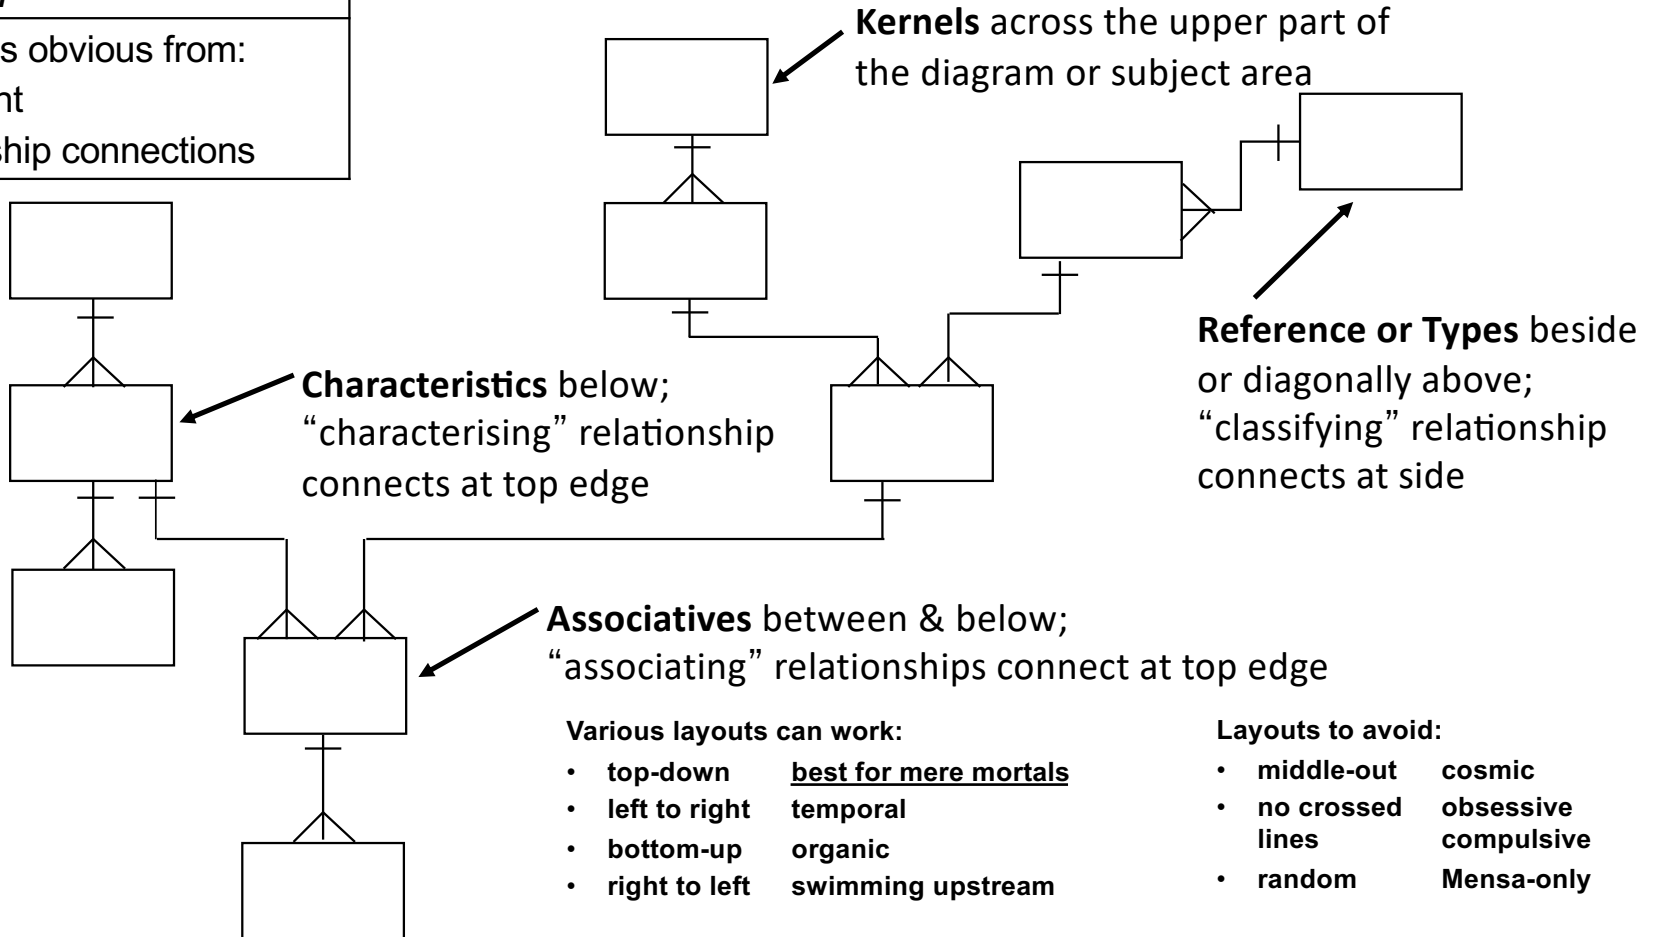 s obvious from:
nt
ship connections
Kernels across the upper part of
the diagram or subject area
Reference or Types beside
or diagonally above;
“classifying” relationship
connects at side
Characteristics below;
“characterising” relationship
connects at top edge
Associatives between & below;
“associating” relationships connect at top edge
Various layouts can work:
• top-down best for mere mortals
• left to right temporal
• bottom-up organic
• right to left swimming upstream
Layouts to avoid:
• middle-out cosmic
• no crossed obsessive
lines compulsive
• random Mensa-only